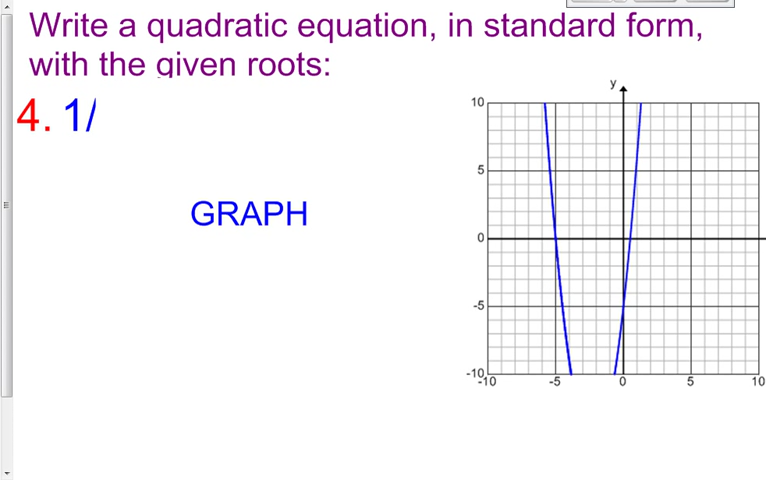 Write a quadratic equation, in standard form,
with the given roots:
4. 1/
GRAPH
y
10
5
0
-5
-10
-10 -5 0 5 10